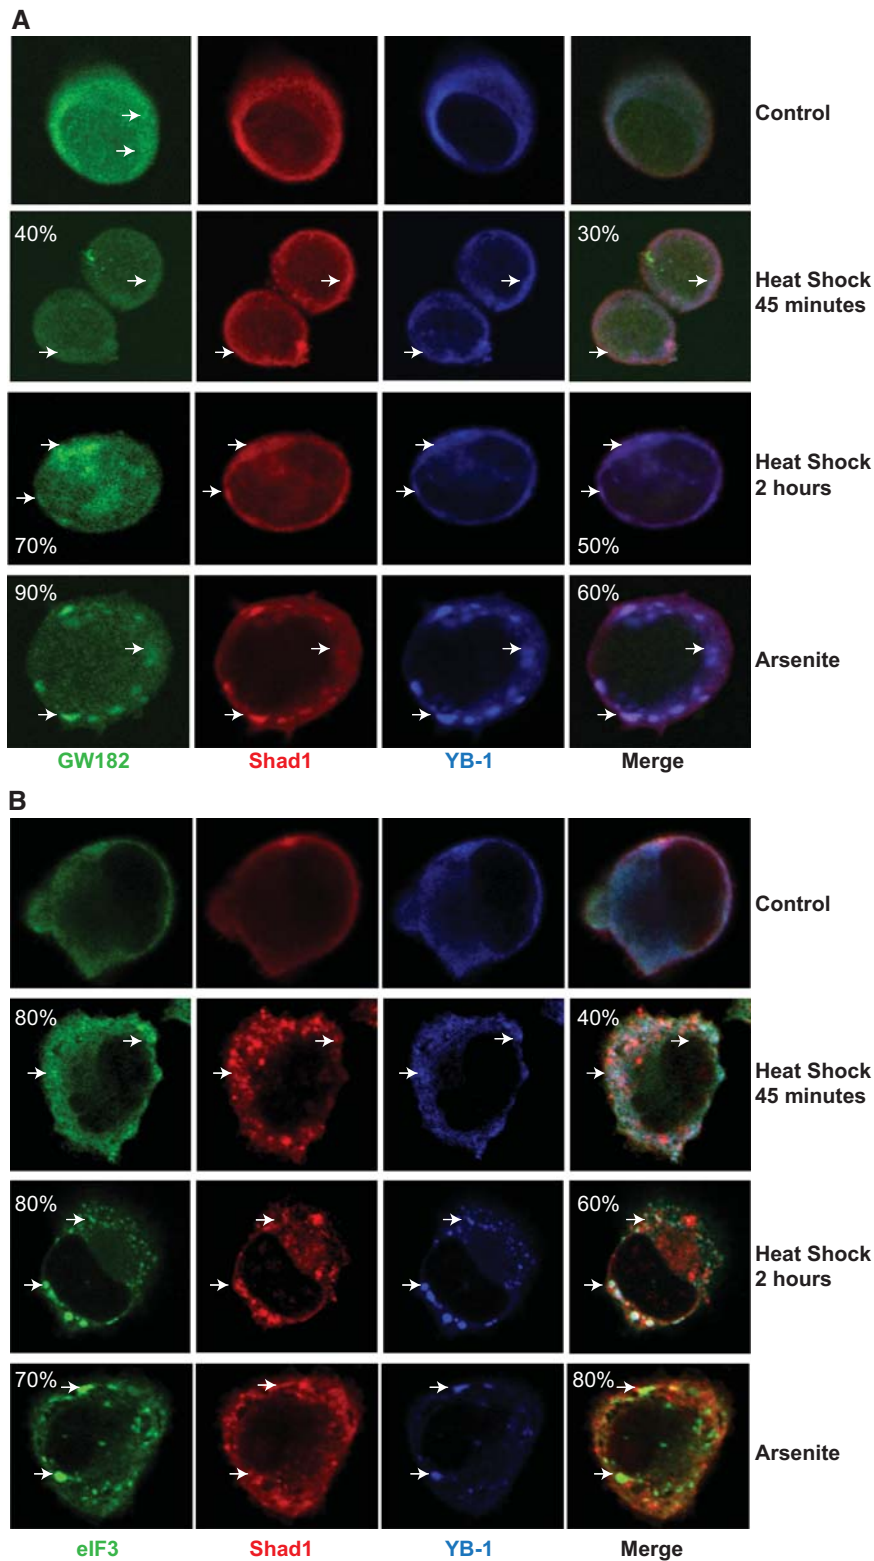 A
Control
40%
30%
Heat Shock
45 minutes
70%
50%
Heat Shock
2 hours
90%
60%
Arsenite
GW182
Shad1
YB-1
Merge
B
Control
80%
40%
Heat Shock
45 minutes
80%
60%
Heat Shock
2 hours
70%
80%
Arsenite
eIF3
Shad1
YB-1
Merge